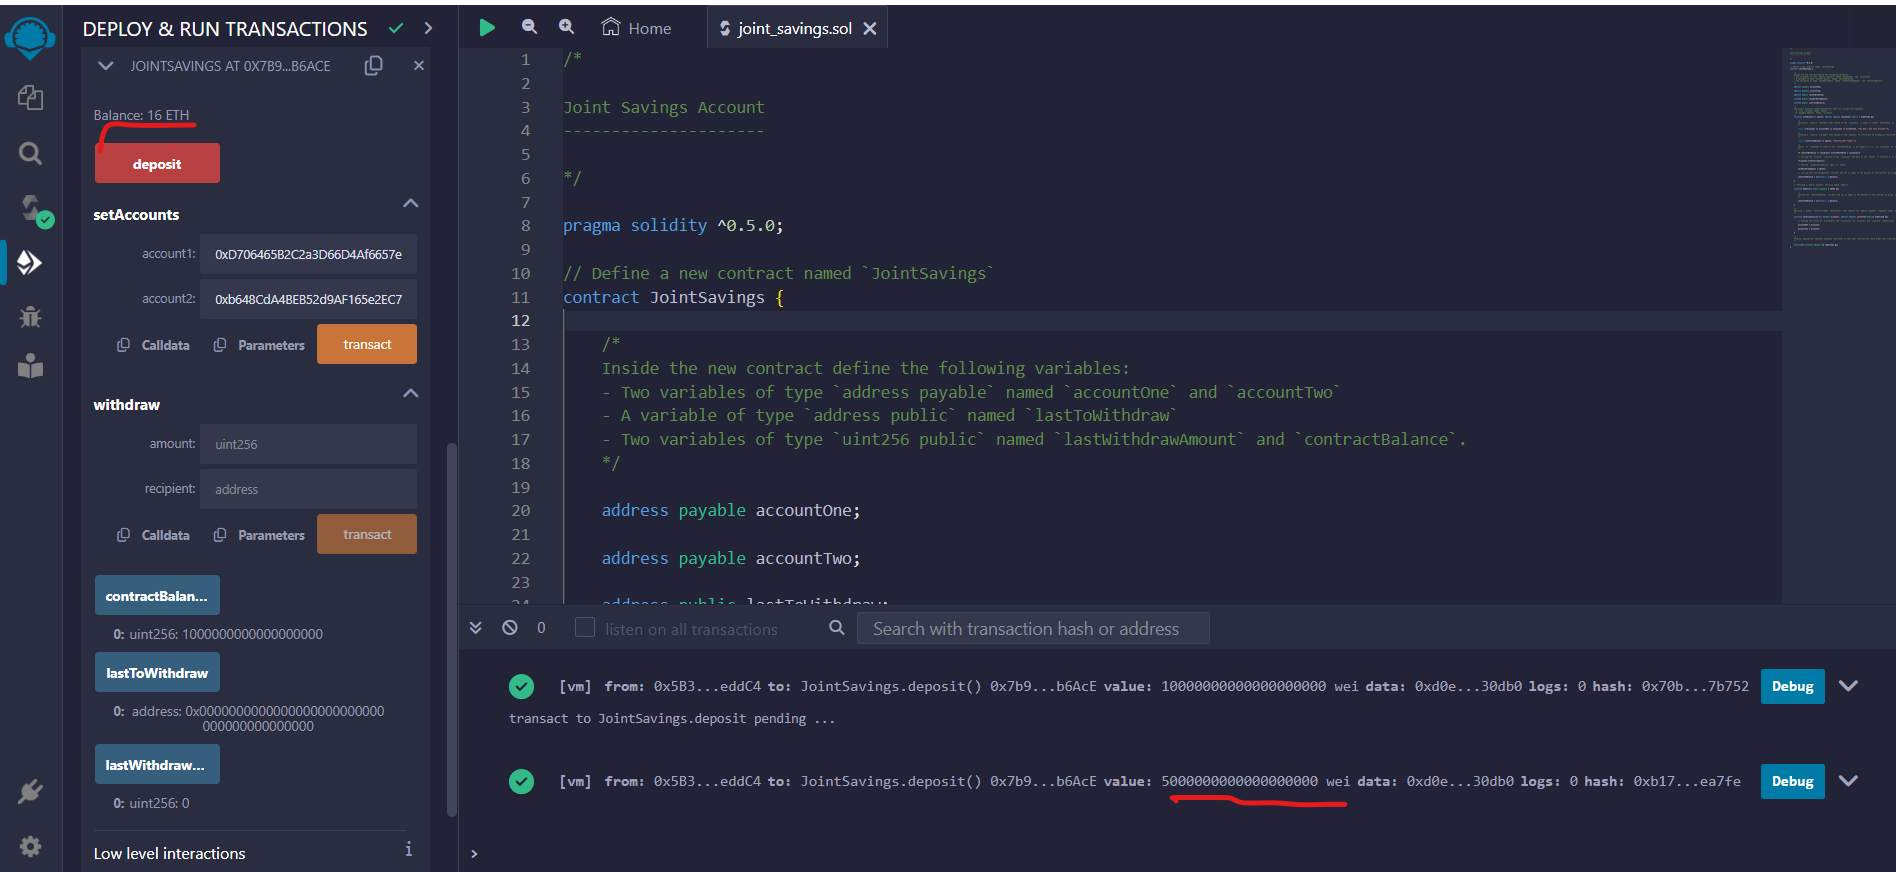 DEPLOY & RUN TRANSACTIONS
JOINTSAVINGS AT 0X7B9...B6ACE
Balance: 16 ETH
deposit
setAccounts
account1: 0xD706465B2C2a3D66D4Af6657e
account2: 0xb648CdA4BEB52d9AF165e2EC7
Calldata Parameters transact
withdraw
amount: uint256
recipient: address
Calldata Parameters transact
contractBalan...
0: uint256: 1000000000000000000
lastToWithdraw
0: address: 0x00000000000000000000000000
00000000000000
lastWithdraw...
0: uint256: 0
Low level interactions i
Home joint_savings.sol
1 /*
2
3 Joint Savings Account
4 ---------------------
5
6 */
7
8 pragma solidity ^0.5.0;
9
10 // Define a new contract named `JointSavings`
11 contract JointSavings {
12
13 /*
14 Inside the new contract define the following variables:
15 - Two variables of type `address payable` named `accountOne` and `accountTwo`
16 - A variable of type `address public` named `lastToWithdraw`
17 - Two variables of type `uint256 public` named `lastWithdrawAmount` and `contractBalance`.
18 */
19
20 address payable accountOne;
21
22 address payable accountTwo;
23
24 address public lastToWithdraw;
0 listen on all transactions Search with transaction hash or address
[vm] from: 0x5B3...eddC4 to: JointSavings.deposit() 0x7b9...b6AcE value: 10000000000000000000 wei data: 0xd0e...30db0 logs: 0 hash: 0x70b...7b752 Debug
transact to JointSavings.deposit pending ...
[vm] from: 0x5B3...eddC4 to: JointSavings.deposit() 0x7b9...b6AcE value: 5000000000000000000 wei data: 0xd0e...30db0 logs: 0 hash: 0xb17...ea7fe Debug
>